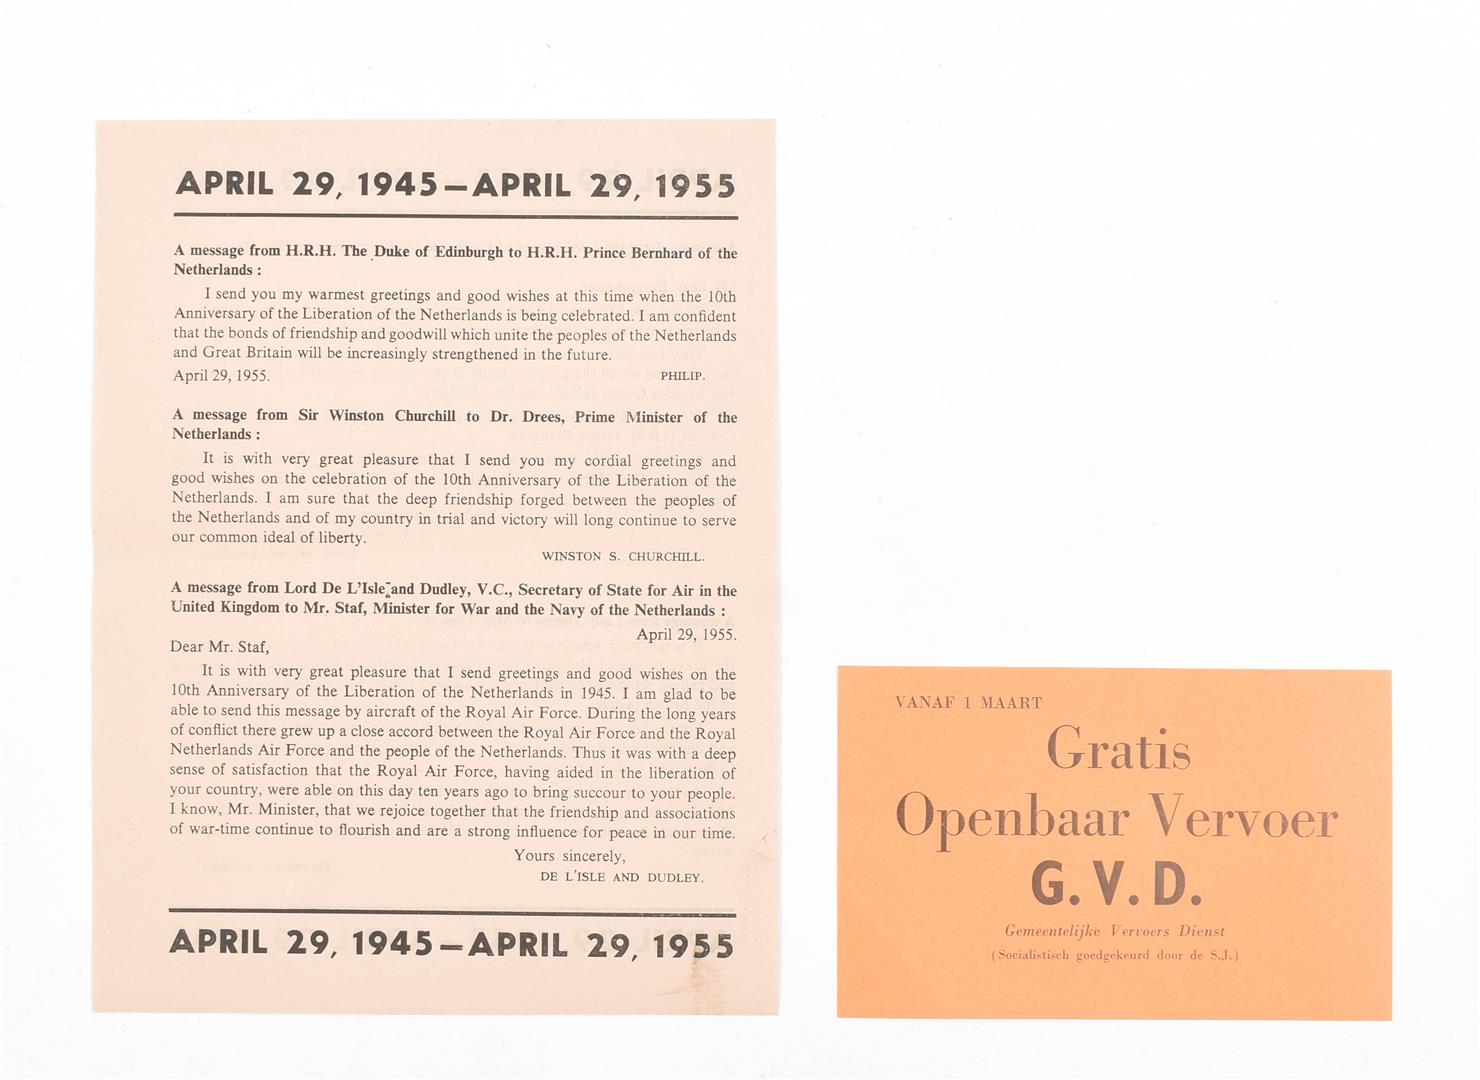 APRIL 29, 1945—APRIL 29, 1955
A message from H.R.H. The Duke of Edinburgh to H.R.H. Prince Bernhard of the
Netherlands :
I send you my warmest greetings and good wishes at this time when the 10th
Anniversary of the Liberation of the Netherlands is being celebrated. I am confident
that the bonds of friendship and goodwill which unite the peoples of the Netherlands
and Great Britain will be increasingly strengthened in the future.
April 29, 1955. PHILIP.
A message from Sir Winston Churchill to Dr. Drees, Prime Minister of the
Netherlands :
It is with very great pleasure that I send you my cordial greetings and
good wishes on the celebration of the 10th Anniversary of the Liberation of the
Netherlands. I am sure that the deep friendship forged between the peoples of
the Netherlands and of my country in trial and victory will long continue to serve
our common ideal of liberty.
WINSTON S. CHURCHILL.
A message from Lord De L'Isle and Dudley, V.C., Secretary of State for Air in the
United Kingdom to Mr. Staf, Minister for War and the Navy of the Netherlands :
April 29, 1955.
Dear Mr. Staf,
It is with very great pleasure that I send greetings and good wishes on the
10th Anniversary of the Liberation of the Netherlands in 1945. I am glad to be
able to send this message by aircraft of the Royal Air Force. During the long years
of conflict there grew up a close accord between the Royal Air Force and the Royal
Netherlands Air Force and the people of the Netherlands. Thus it was with a deep
sense of satisfaction that the Royal Air Force, having aided in the liberation of
your country, were able on this day ten years ago to bring succour to your people.
I know, Mr. Minister, that we rejoice together that the friendship and associations
of war-time continue to flourish and are a strong influence for peace in our time.
Yours sincerely,
DE L'ISLE AND DUDLEY.
APRIL 29, 1945—APRIL 29, 1955
VANAF 1 MAART
Gratis
Openbaar Vervoer
G.V.D.
Gemeentelijke Vervoers Dienst
(Socialistisch goedgekeurd door de S.J.)